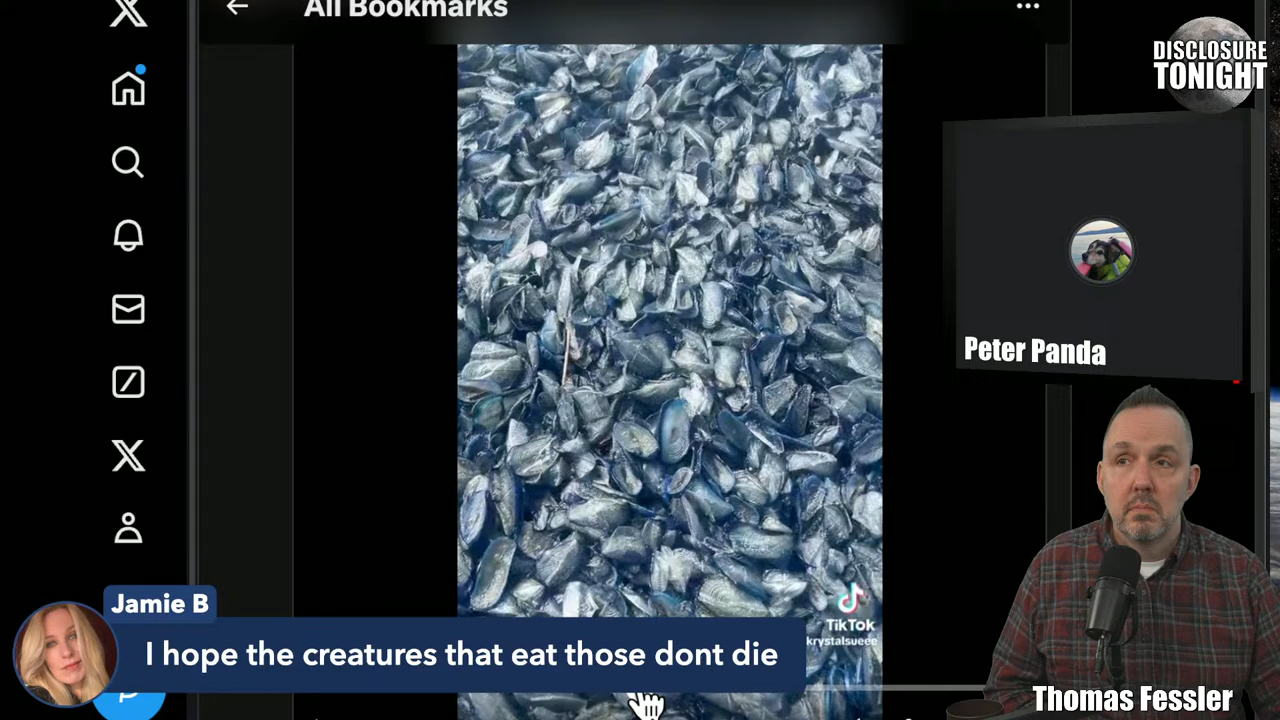 All Bookmarks
DISCLOSURE
TONIGHT
Peter Panda
TikTok
krystalsueee
Jamie B
I hope the creatures that eat those dont die
Thomas Fessler